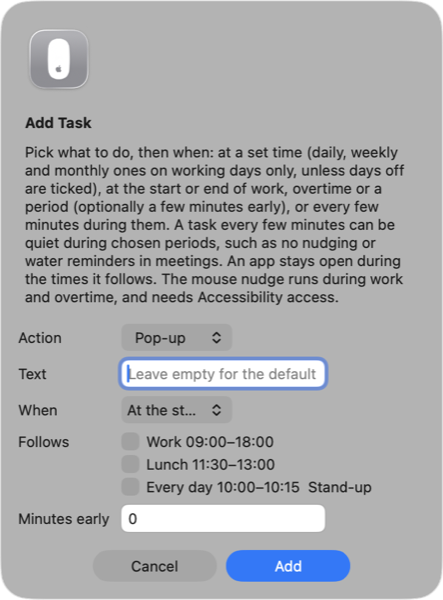 Add Task
Pick what to do, then when: at a set time (daily, weekly
and monthly ones on working days only, unless days off
are ticked), at the start or end of work, overtime or a
period (optionally a few minutes early), or every few
minutes during them. A task every few minutes can be
quiet during chosen periods, such as no nudging or
water reminders in meetings. An app stays open during
the times it follows. The mouse nudge runs during work
and overtime, and needs Accessibility access.
Action Pop-up
Text Leave empty for the default
When At the st...
Follows Work 09:00–18:00
Lunch 11:30–13:00
Every day 10:00–10:15 Stand-up
Minutes early 0
Cancel Add